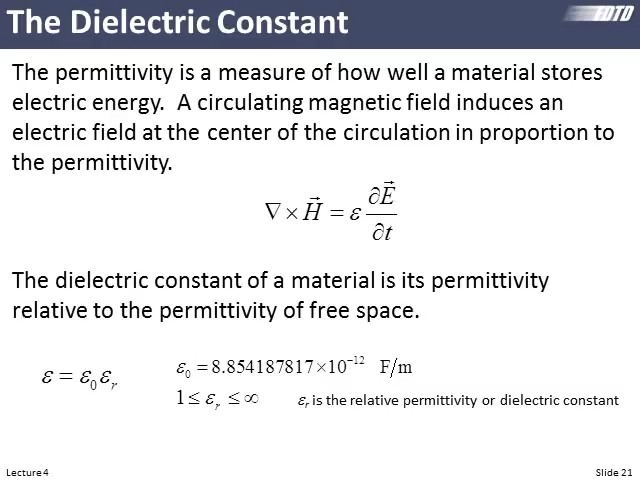 The Dielectric Constant
FDTD
The permittivity is a measure of how well a material stores
electric energy. A circulating magnetic field induces an
electric field at the center of the circulation in proportion to
the permittivity.
∇ × H⃗ = ε ∂E⃗/∂t
The dielectric constant of a material is its permittivity
relative to the permittivity of free space.
ε = ε₀εᵣ
ε₀ = 8.854187817×10⁻¹² F/m
1 ≤ εᵣ ≤ ∞ εᵣ is the relative permittivity or dielectric constant
Lecture 4
Slide 21